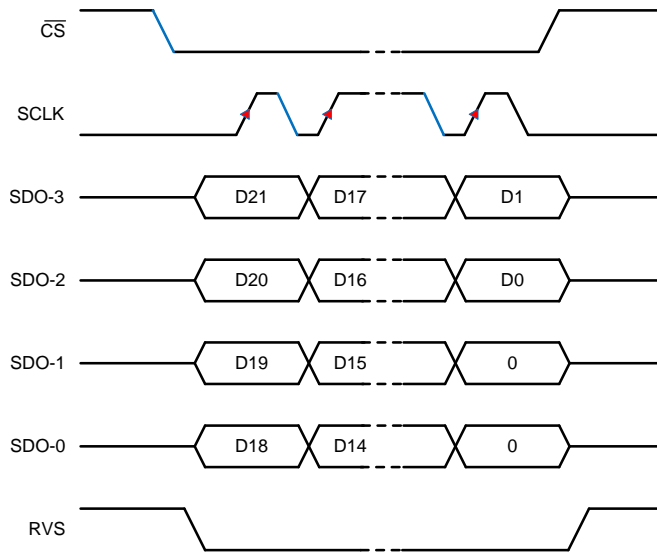 C̅S̅
SCLK
SDO-3 D21 D17 D1
SDO-2 D20 D16 D0
SDO-1 D19 D15 0
SDO-0 D18 D14 0
RVS